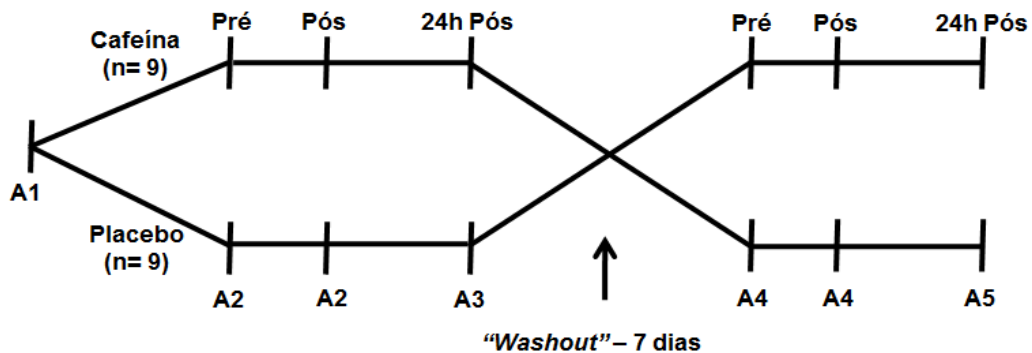 Pré Pós 24h Pós Pré Pós 24h Pós
Cafeína
(n= 9)
A1
Placebo
(n= 9)
A2 A2 A3 A4 A4 A5
“Washout” – 7 dias